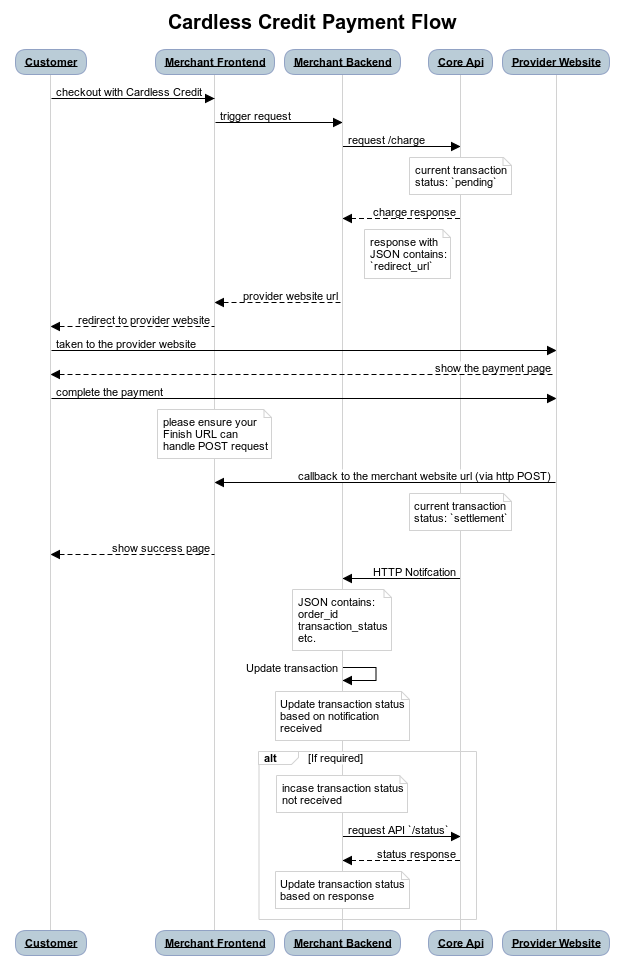 Cardless Credit Payment Flow
Customer
Merchant Frontend
Merchant Backend
Core Api
Provider Website
checkout with Cardless Credit
trigger request
request /charge
current transaction
status: `pending`
charge response
response with
JSON contains:
`redirect_url`
provider website url
redirect to provider website
taken to the provider website
show the payment page
complete the payment
please ensure your
Finish URL can
handle POST request
callback to the merchant website url (via http POST)
current transaction
status: `settlement`
show success page
HTTP Notifcation
JSON contains:
order_id
transaction_status
etc.
Update transaction
Update transaction status
based on notification
received
alt
[If required]
incase transaction status
not received
request API `/status`
status response
Update transaction status
based on response
Customer
Merchant Frontend
Merchant Backend
Core Api
Provider Website